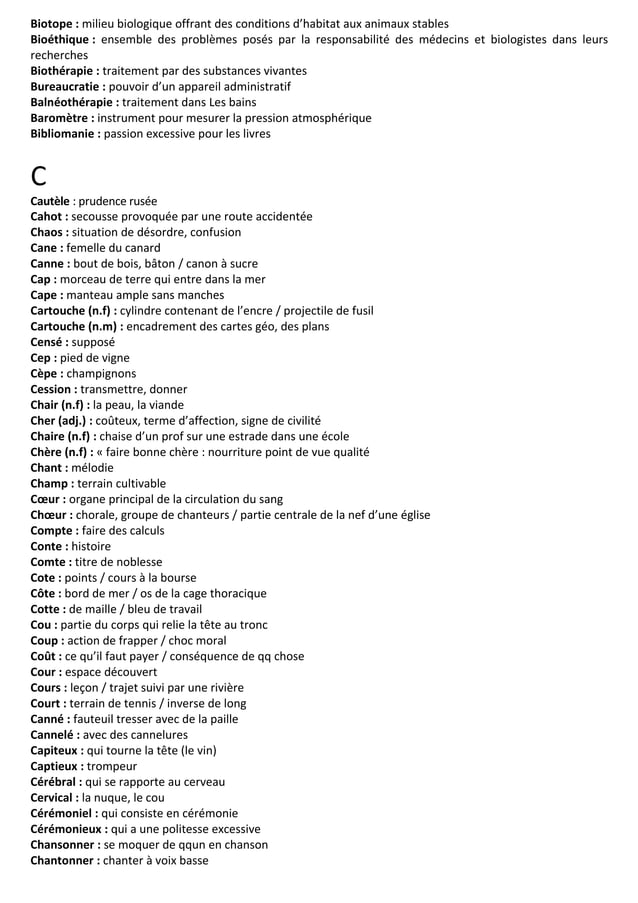 Biotope : milieu biologique offrant des conditions d’habitat aux animaux stables
Bioéthique : ensemble des problèmes posés par la responsabilité des médecins et biologistes dans leurs
recherches
Biothérapie : traitement par des substances vivantes
Bureaucratie : pouvoir d’un appareil administratif
Balnéothérapie : traitement dans Les bains
Baromètre : instrument pour mesurer la pression atmosphérique
Bibliomanie : passion excessive pour les livres
C
Cautèle : prudence rusée
Cahot : secousse provoquée par une route accidentée
Chaos : situation de désordre, confusion
Cane : femelle du canard
Canne : bout de bois, bâton / canon à sucre
Cap : morceau de terre qui entre dans la mer
Cape : manteau ample sans manches
Cartouche (n.f) : cylindre contenant de l’encre / projectile de fusil
Cartouche (n.m) : encadrement des cartes géo, des plans
Censé : supposé
Cep : pied de vigne
Cèpe : champignons
Cession : transmettre, donner
Chair (n.f) : la peau, la viande
Cher (adj.) : coûteux, terme d’affection, signe de civilité
Chaire (n.f) : chaise d’un prof sur une estrade dans une école
Chère (n.f) : « faire bonne chère : nourriture point de vue qualité
Chant : mélodie
Champ : terrain cultivable
Cœur : organe principal de la circulation du sang
Chœur : chorale, groupe de chanteurs / partie centrale de la nef d’une église
Compte : faire des calculs
Conte : histoire
Comte : titre de noblesse
Cote : points / cours à la bourse
Côte : bord de mer / os de la cage thoracique
Cotte : de maille / bleu de travail
Cou : partie du corps qui relie la tête au tronc
Coup : action de frapper / choc moral
Coût : ce qu’il faut payer / conséquence de qq chose
Cour : espace découvert
Cours : leçon / trajet suivi par une rivière
Court : terrain de tennis / inverse de long
Canné : fauteuil tresser avec de la paille
Cannelé : avec des cannelures
Capiteux : qui tourne la tête (le vin)
Captieux : trompeur
Cérébral : qui se rapporte au cerveau
Cervical : la nuque, le cou
Cérémoniel : qui consiste en cérémonie
Cérémonieux : qui a une politesse excessive
Chansonner : se moquer de qqun en chanson
Chantonner : chanter à voix basse